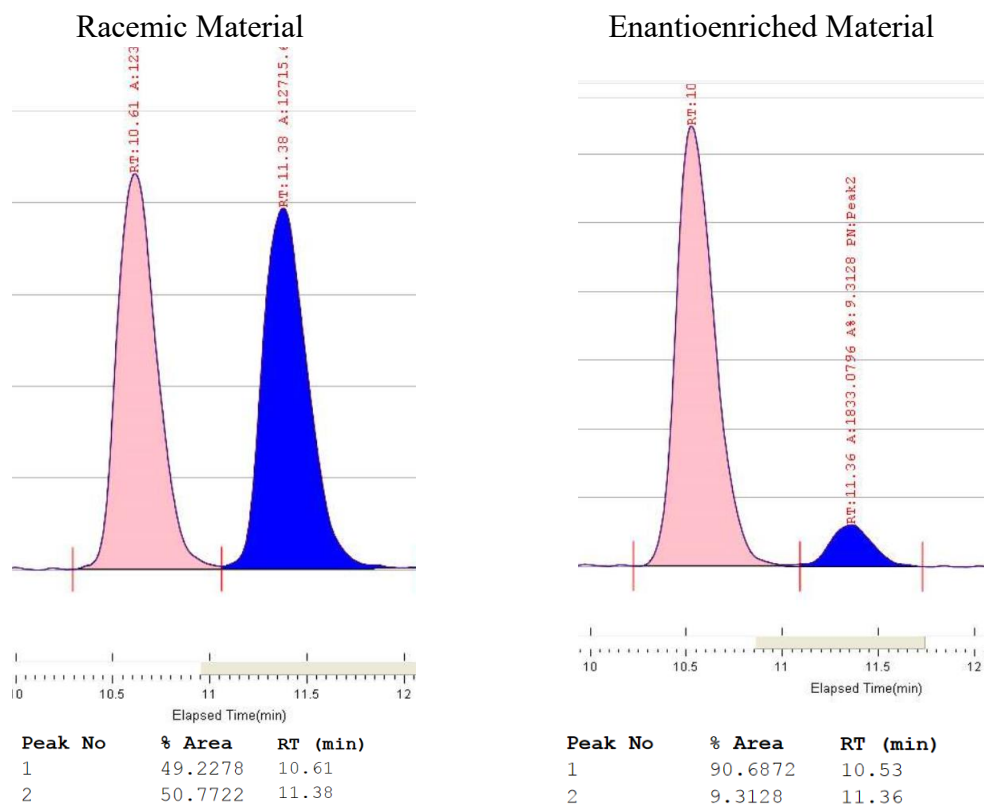 Racemic Material
RT:10.61 A:123
RT:11.38 A:12715.
10 10.5 11 11.5 12
Elapsed Time(min)
Peak No % Area RT (min)
1 49.2278 10.61
2 50.7722 11.38
Enantioenriched Material
RT:10
RT:11.36 A:1833.0796 A%:9.3128 PN:Peak2
10 10.5 11 11.5 12
Elapsed Time(min)
Peak No % Area RT (min)
1 90.6872 10.53
2 9.3128 11.36